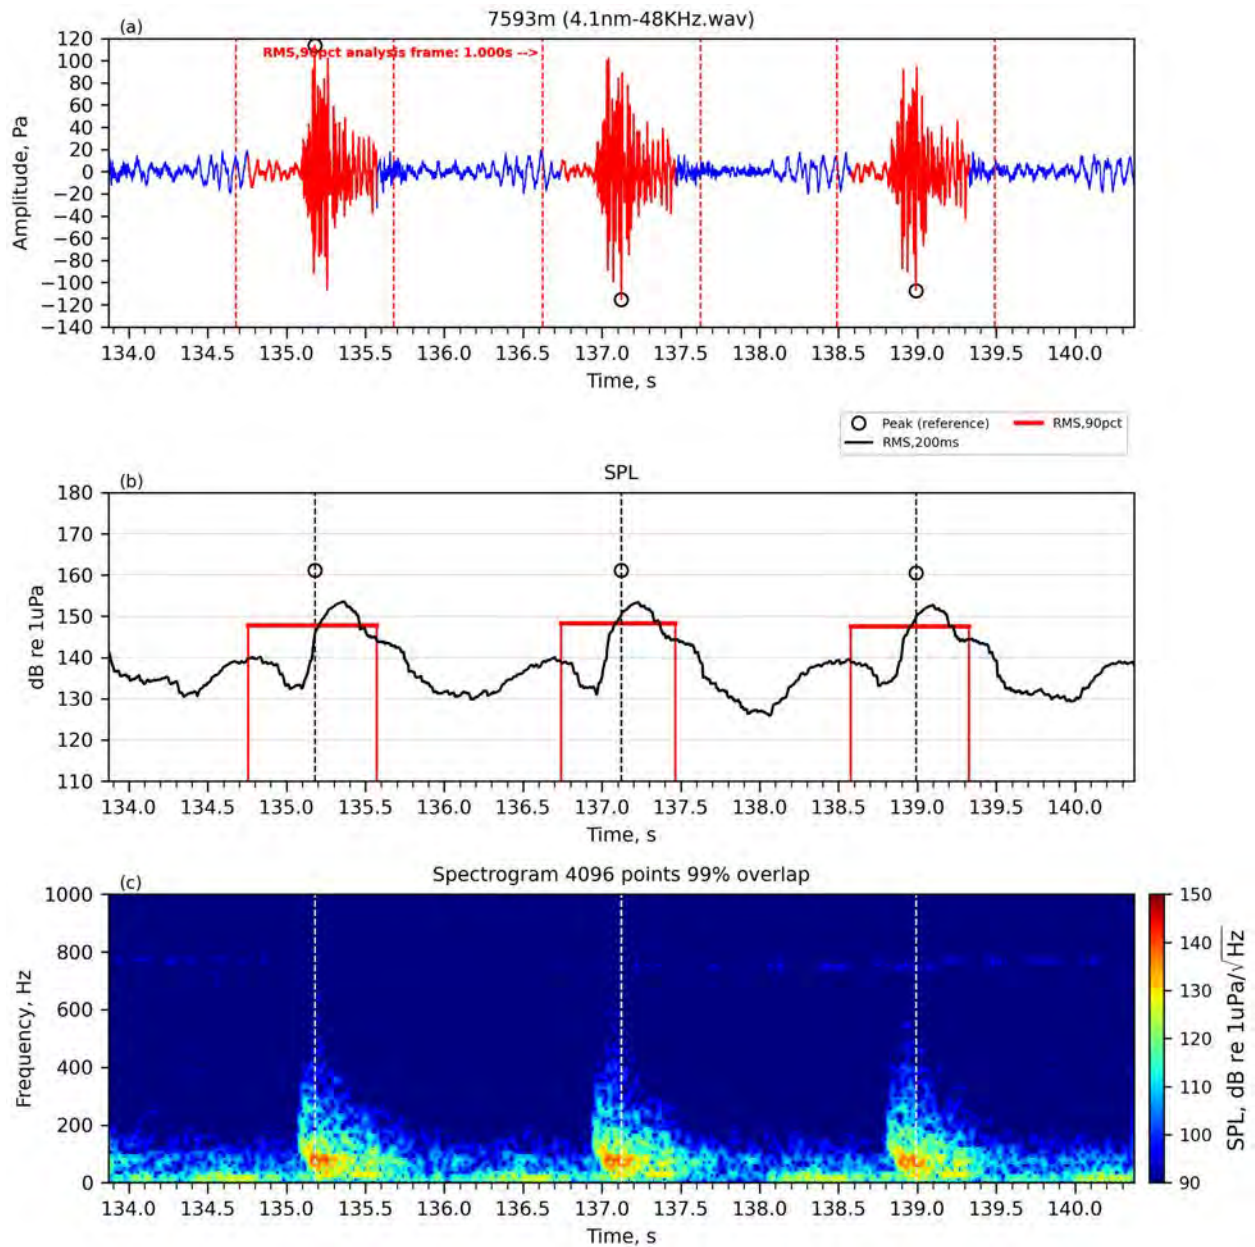 7593m (4.1nm-48KHz.wav)
(a)
RMS,90pct analysis frame: 1.000s -->
120
100
80
60
40
20
0
−20
−40
−60
−80
−100
−120
−140
Amplitude, Pa
134.0 134.5 135.0 135.5 136.0 136.5 137.0 137.5 138.0 138.5 139.0 139.5 140.0
Time, s
Peak (reference) RMS,90pct
RMS,200ms
(b)
SPL
180
170
160
150
140
130
120
110
dB re 1uPa
134.0 134.5 135.0 135.5 136.0 136.5 137.0 137.5 138.0 138.5 139.0 139.5 140.0
Time, s
(c)
Spectrogram 4096 points 99% overlap
1000
800
600
400
200
0
Frequency, Hz
134.0 134.5 135.0 135.5 136.0 136.5 137.0 137.5 138.0 138.5 139.0 139.5 140.0
Time, s
150
140
130
120
110
100
90
SPL, dB re 1uPa/√Hz